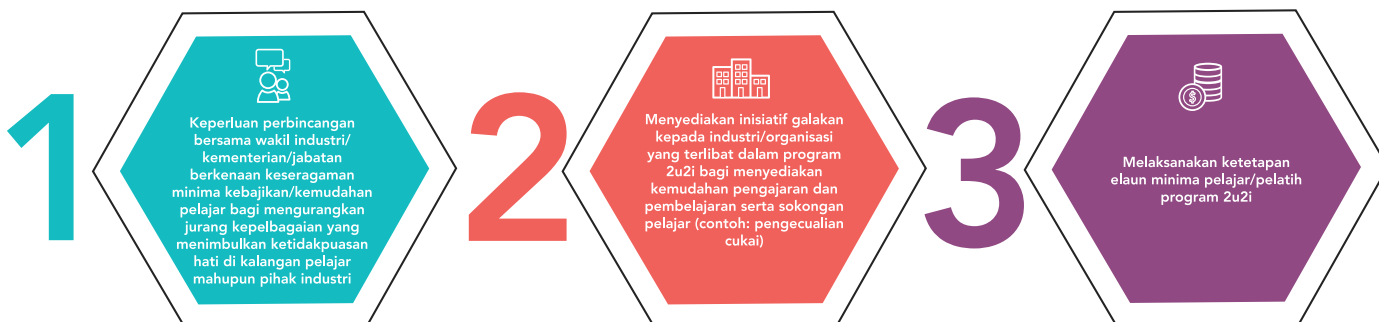 1
Keperluan perbincangan
bersama wakil industri/
kementerian/jabatan
berkenaan keseragaman
minima kebajikan/kemudahan
pelajar bagi mengurangkan
jurang kepelbagaian yang
menimbulkan ketidakpuasan
hati di kalangan pelajar
mahupun pihak industri
2
Menyediakan inisiatif galakan
kepada industri/organisasi
yang terlibat dalam program
2u2i bagi menyediakan
kemudahan pengajaran dan
pembelajaran serta sokongan
pelajar (contoh: pengecualian
cukai)
3
Melaksanakan ketetapan
elaun minima pelajar/pelatih
program 2u2i